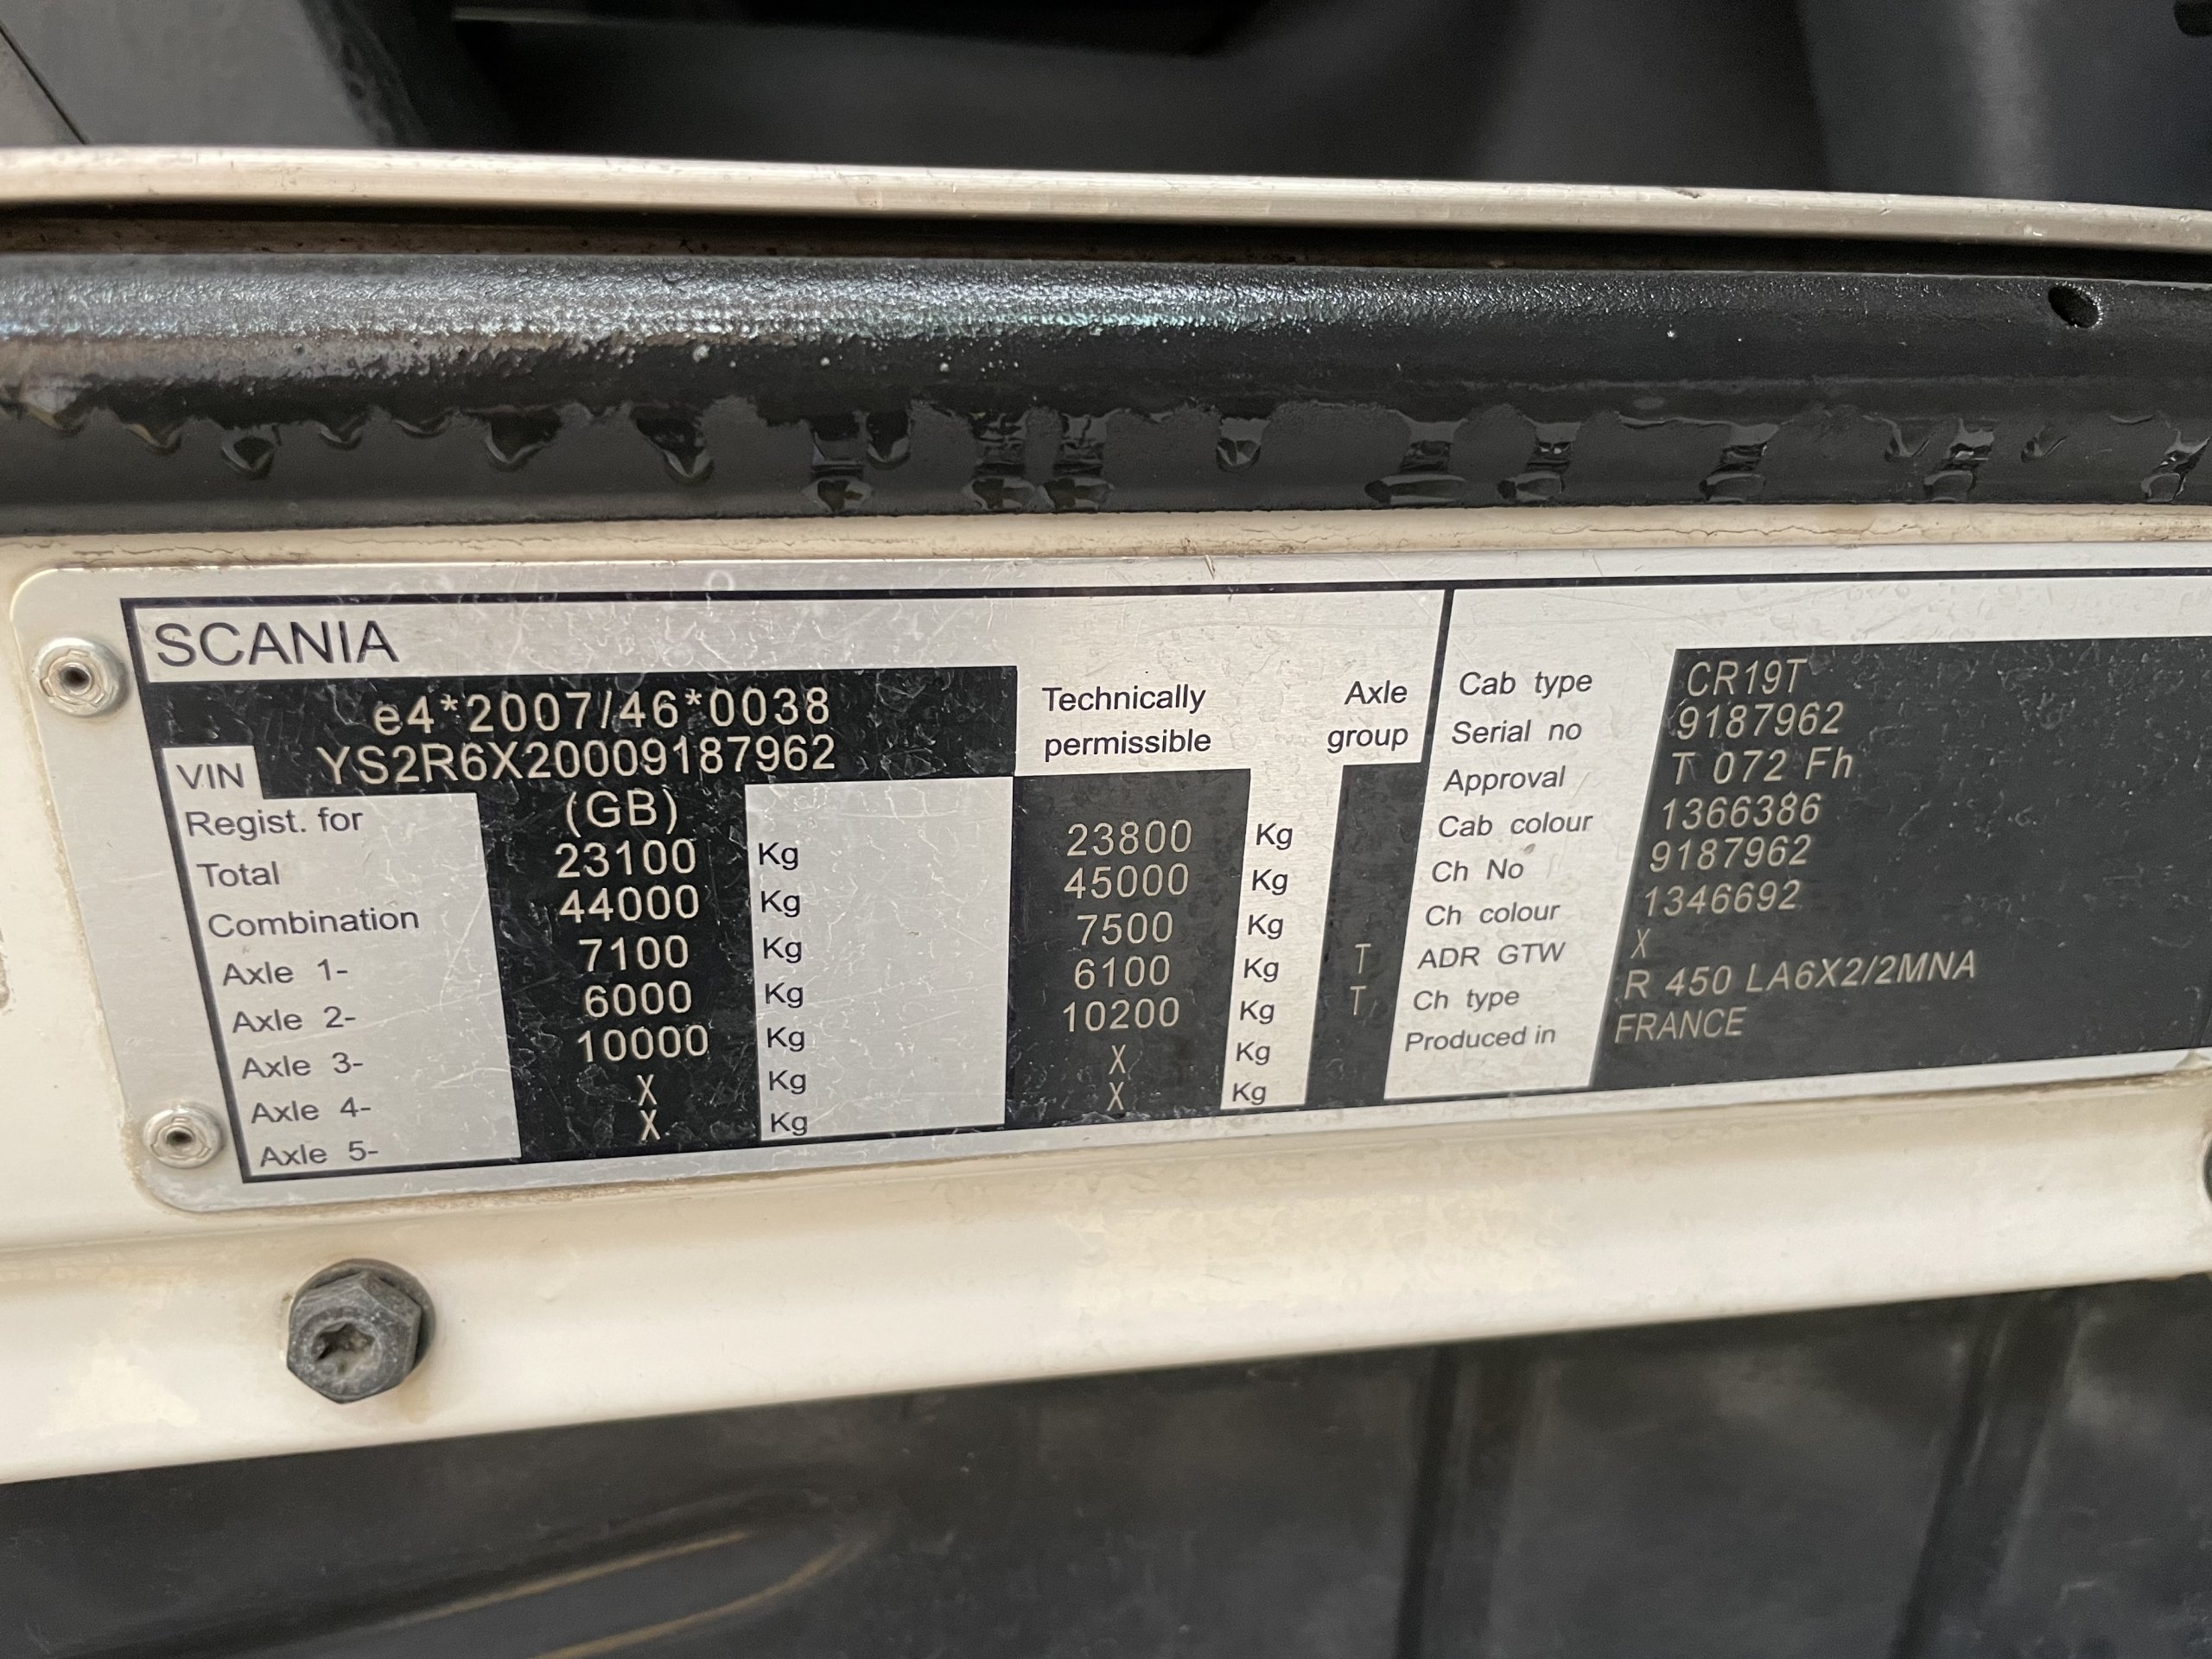 SCANIA
e4*2007/46*0038
VIN YS2R6X20009187962
Technically permissible
Axle group
Regist. for (GB)
Total 23100 Kg 23800 Kg
Combination 44000 Kg 45000 Kg
Axle 1- 7100 Kg 7500 Kg
Axle 2- 6000 Kg 6100 Kg T
Axle 3- 10000 Kg 10200 Kg T
Axle 4- X Kg X Kg
Axle 5- X Kg X Kg
Cab type CR19T
Serial no 9187962
Approval T 072 Fh
Cab colour 1366386
Ch No 9187962
Ch colour 1346692
ADR GTW X
Ch type R 450 LA6X2/2MNA
Produced in FRANCE